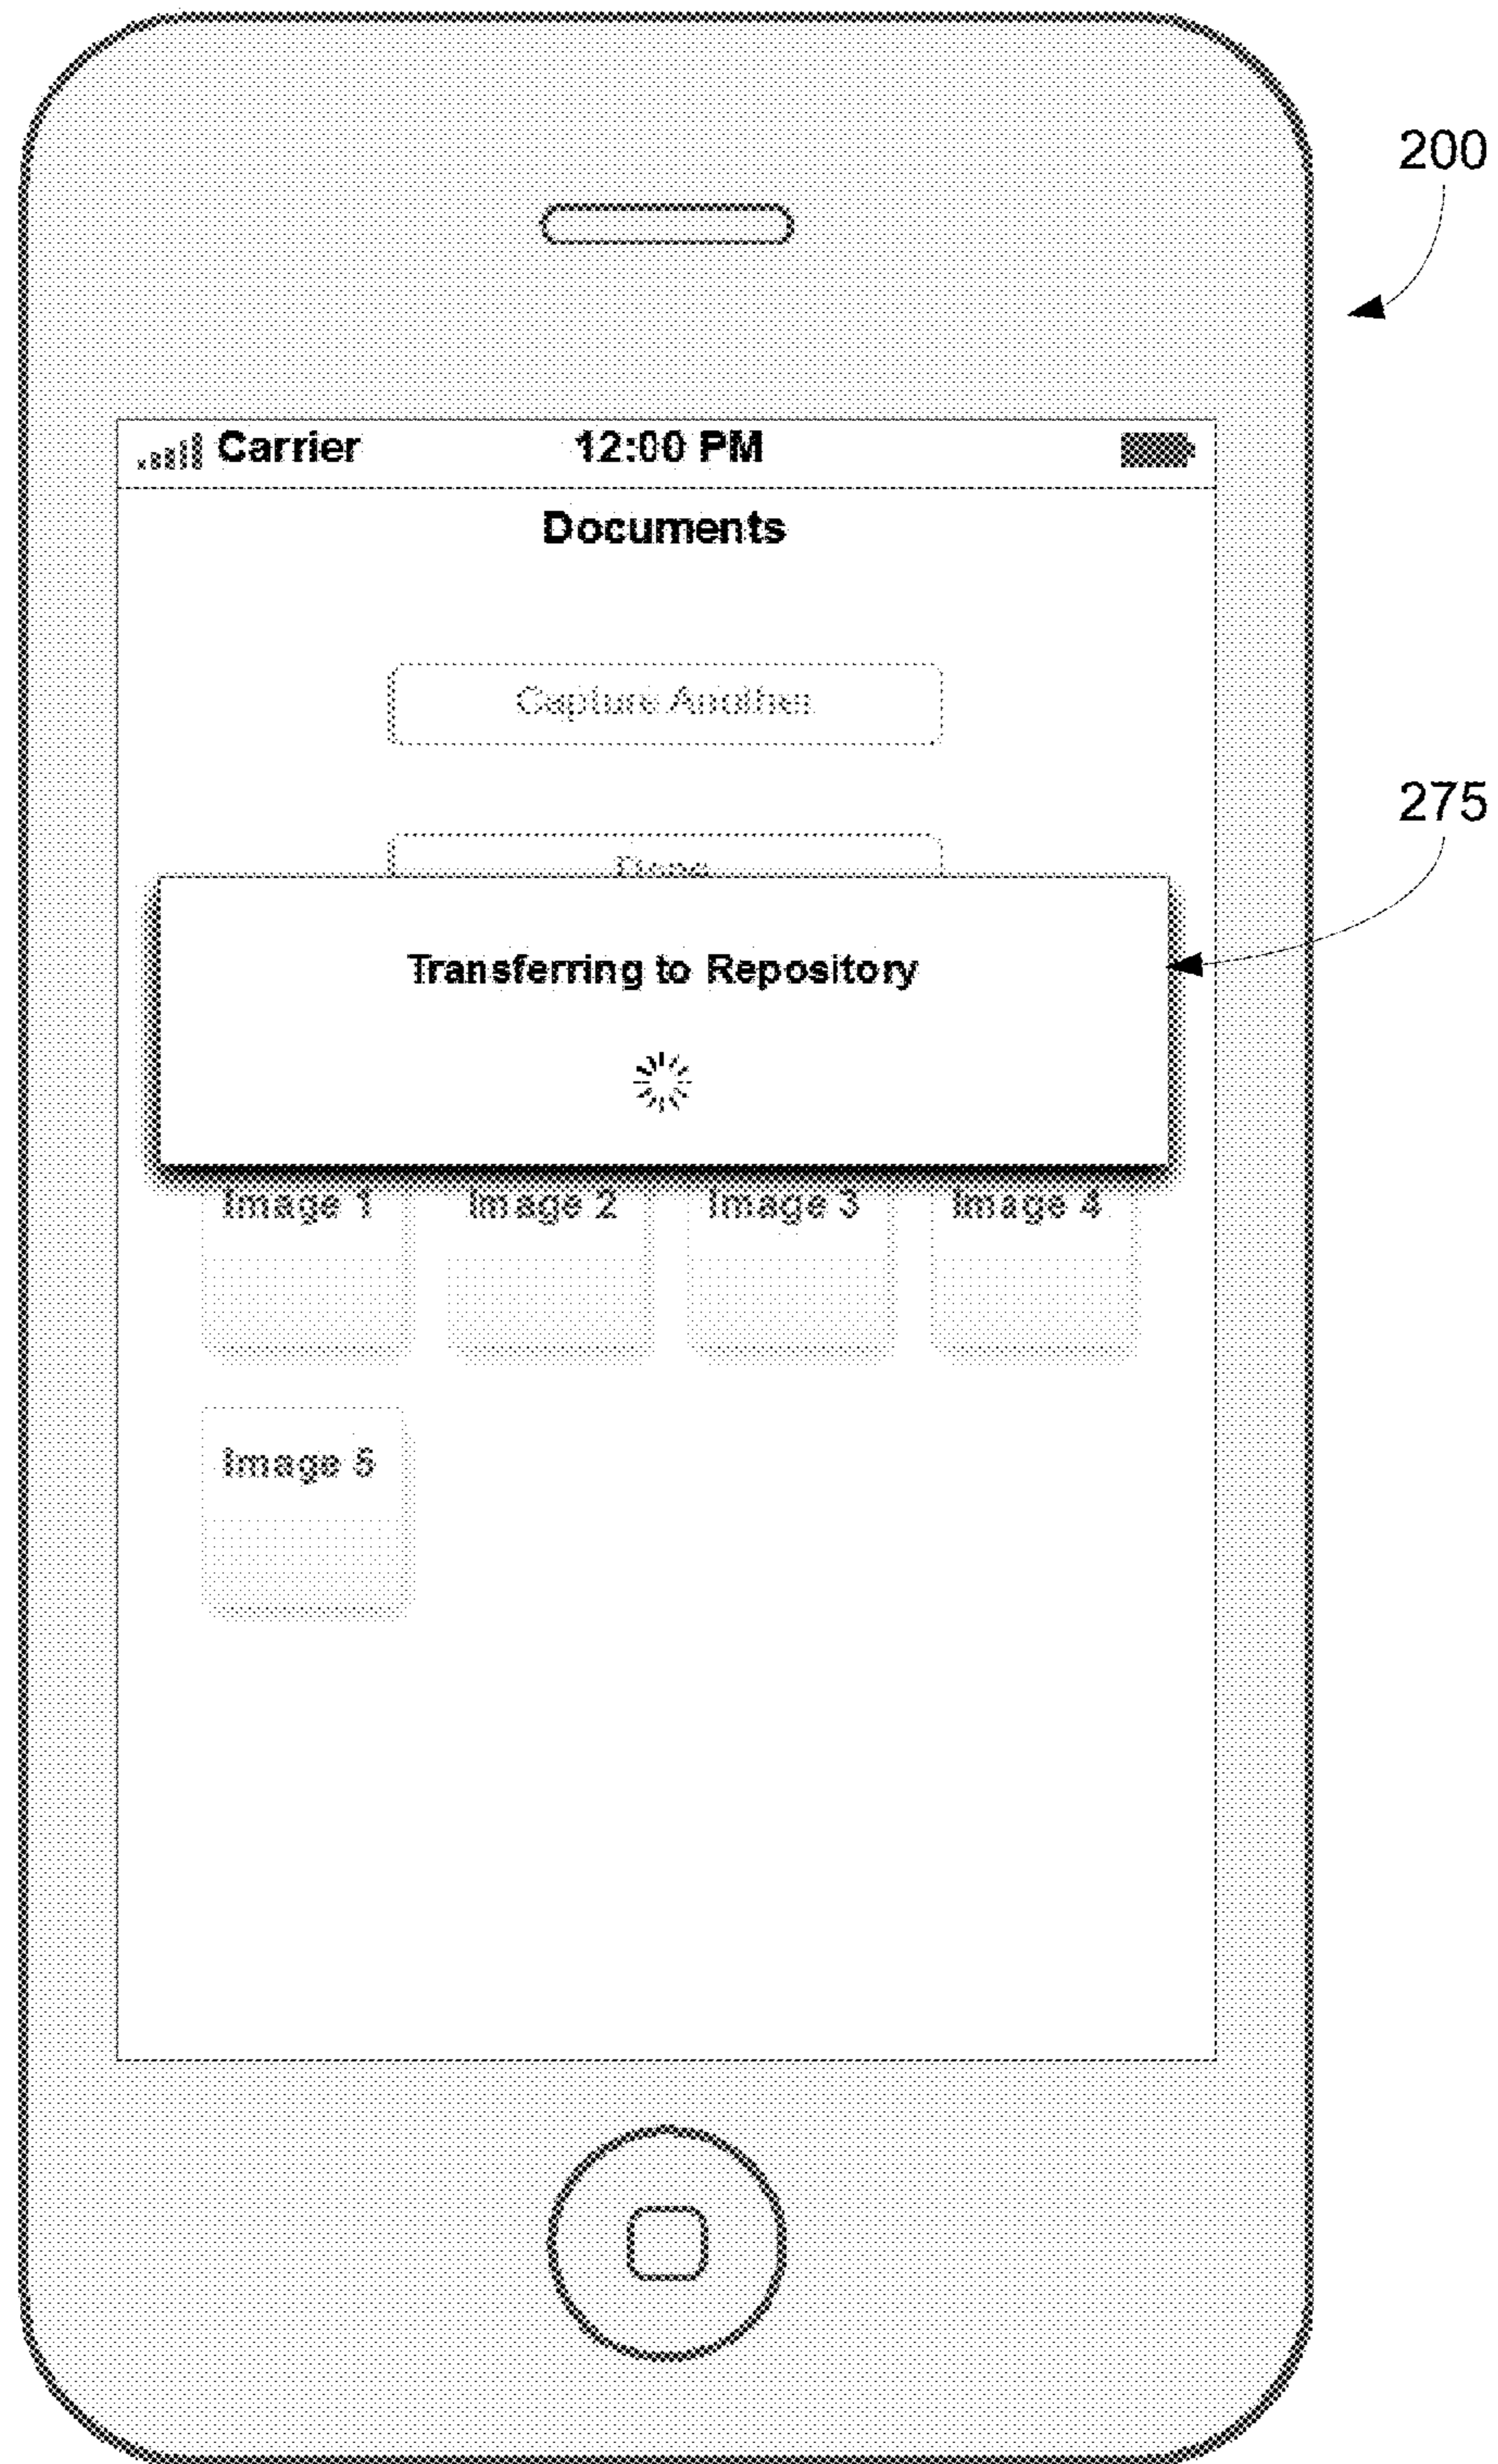 200
Carrier 12:00 PM
Documents
Capture Another
Done
275
Transferring to Repository
Image 1 Image 2 Image 3 Image 4
Image 5